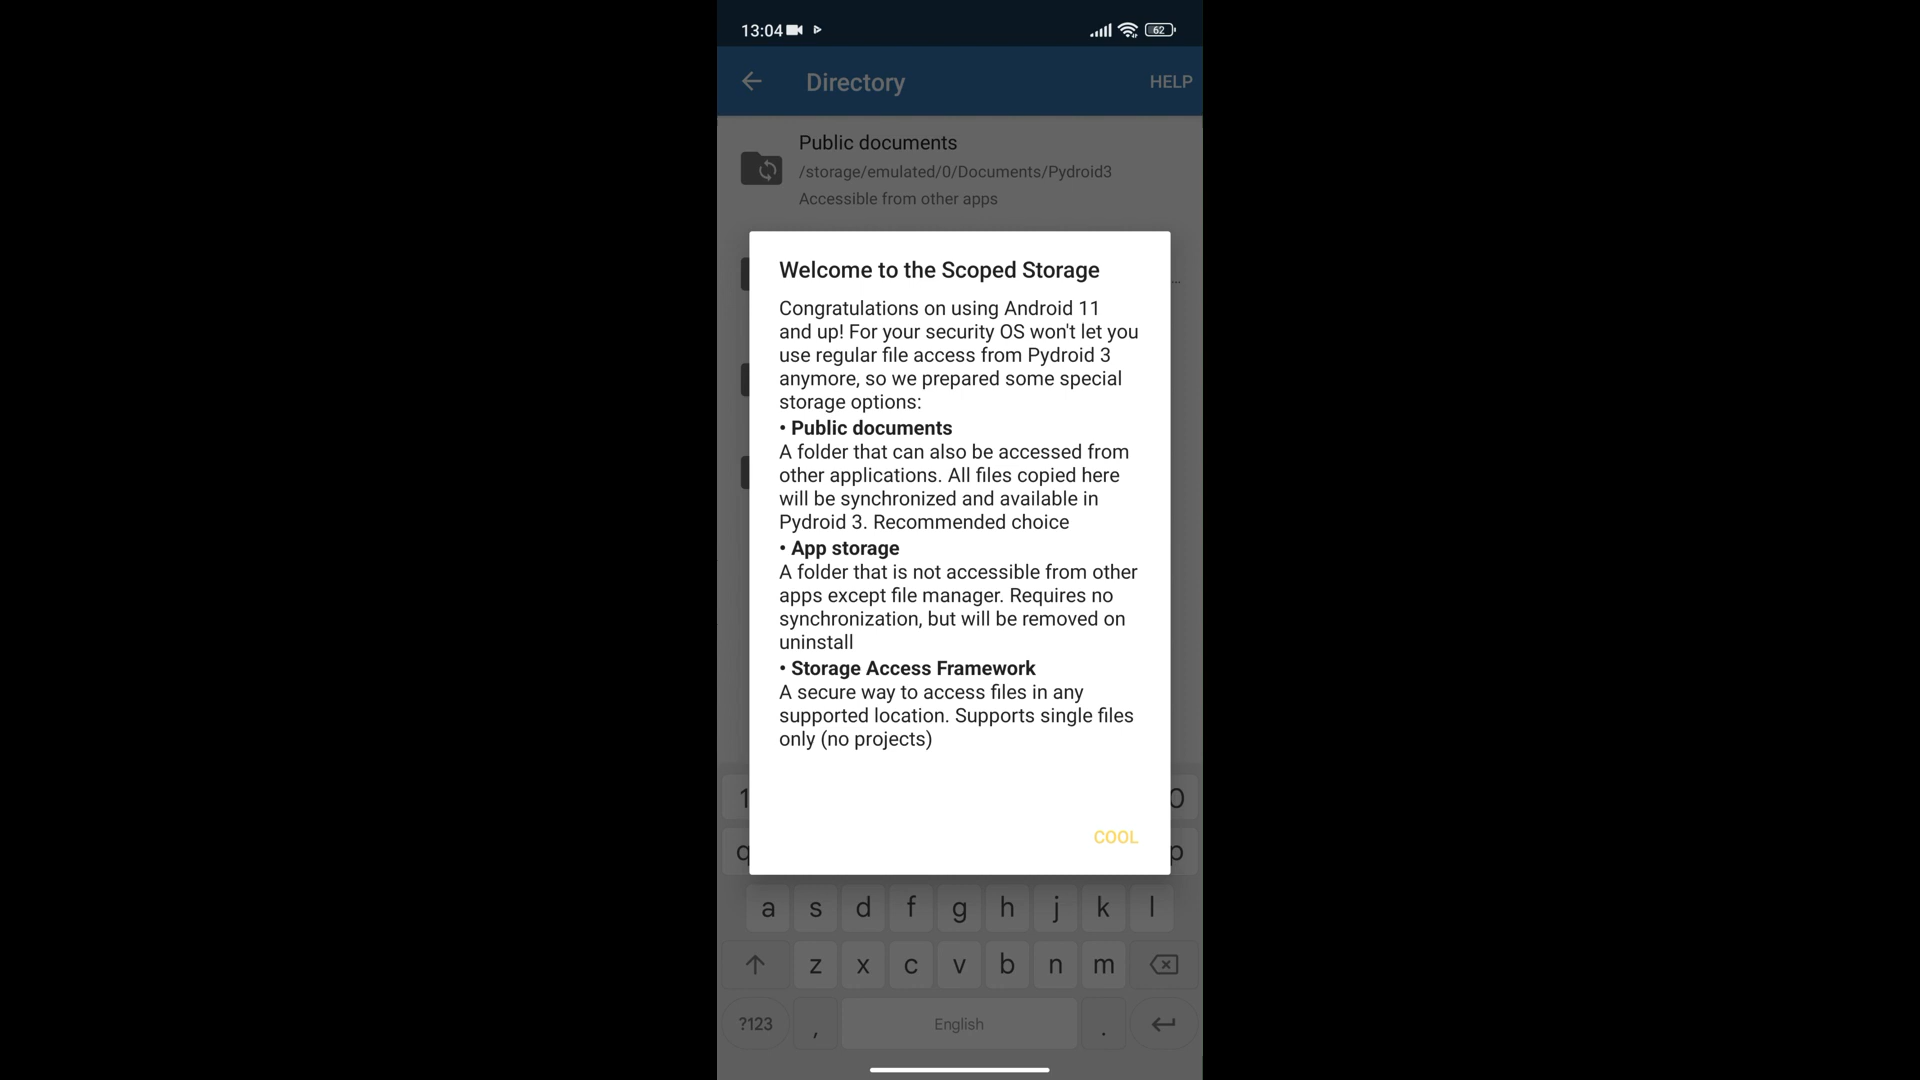 13:04 62
Directory HELP
Public documents
/storage/emulated/0/Documents/Pydroid3
Accessible from other apps
Welcome to the Scoped Storage
Congratulations on using Android 11
and up! For your security OS won't let you
use regular file access from Pydroid 3
anymore, so we prepared some special
storage options:
• Public documents
A folder that can also be accessed from
other applications. All files copied here
will be synchronized and available in
Pydroid 3. Recommended choice
• App storage
A folder that is not accessible from other
apps except file manager. Requires no
synchronization, but will be removed on
uninstall
• Storage Access Framework
A secure way to access files in any
supported location. Supports single files
only (no projects)
COOL
1 0
q p
a s d f g h j k l
z x c v b n m
?123 , English .